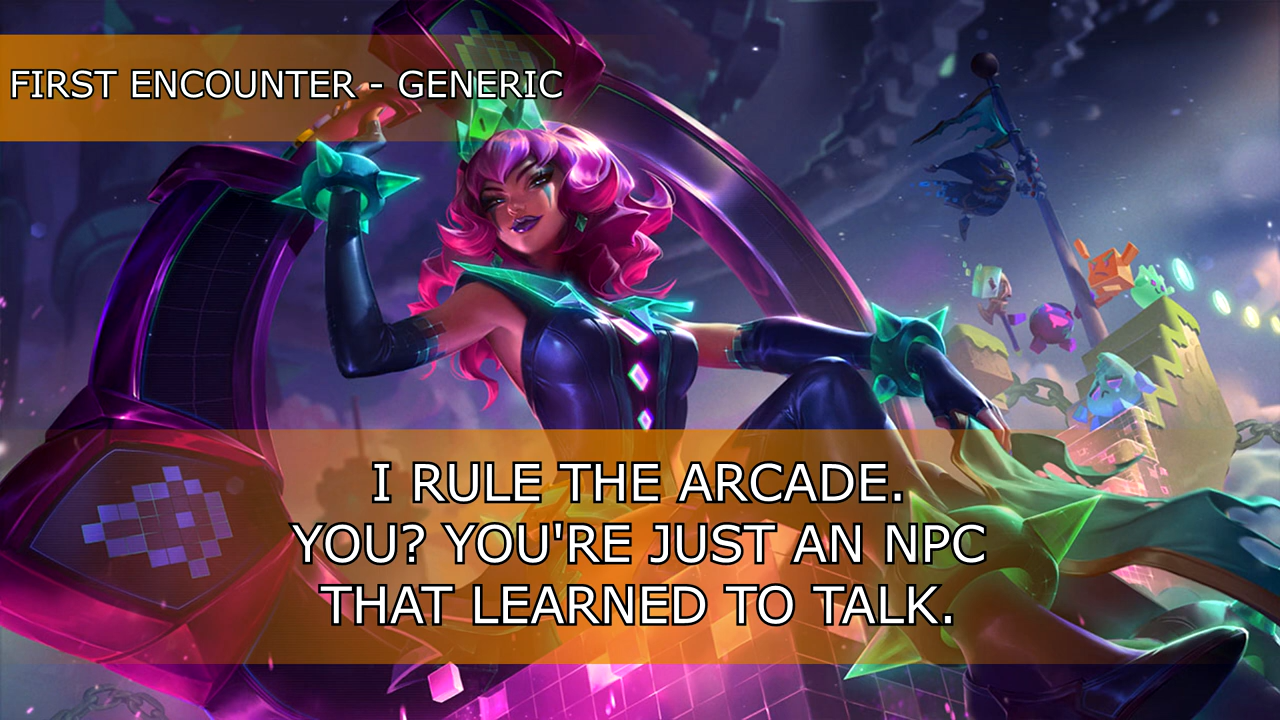 FIRST ENCOUNTER - GENERIC
I RULE THE ARCADE.
YOU? YOU'RE JUST AN NPC
THAT LEARNED TO TALK.